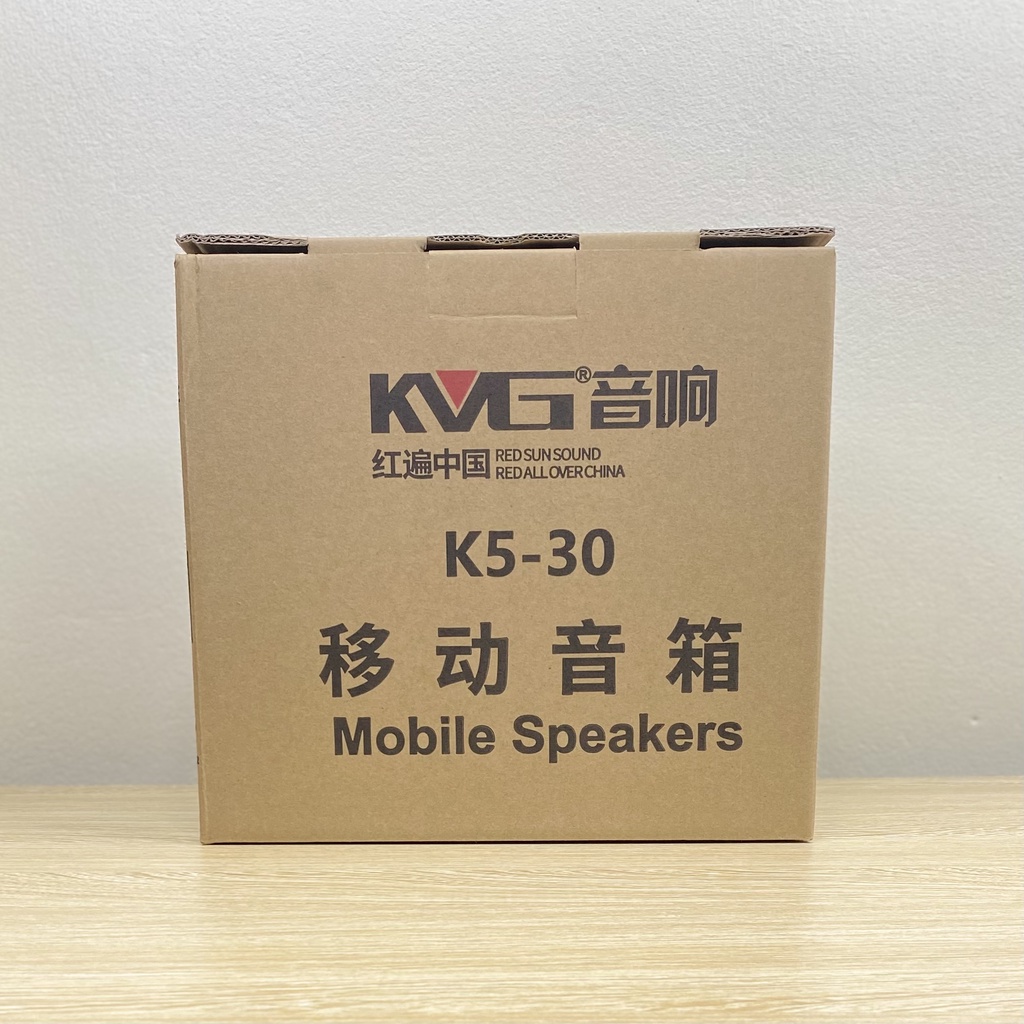 KVG®音响
红遍中国 RED SUN SOUND
RED ALL OVER CHINA
K5-30
移动音箱
Mobile Speakers